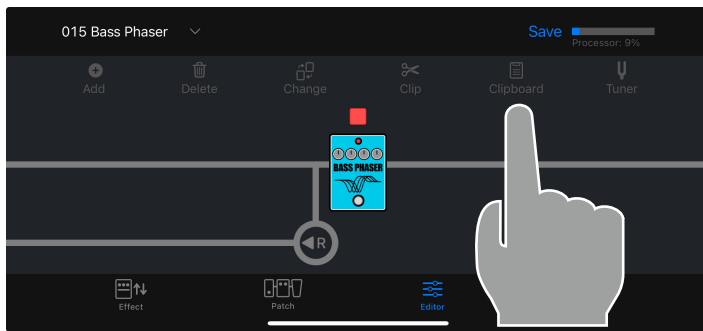 015 Bass Phaser
Save
Processor: 9%
Add
Delete
Change
Clip
Clipboard
Tuner
BASS PHASER
R
Effect
Patch
Editor